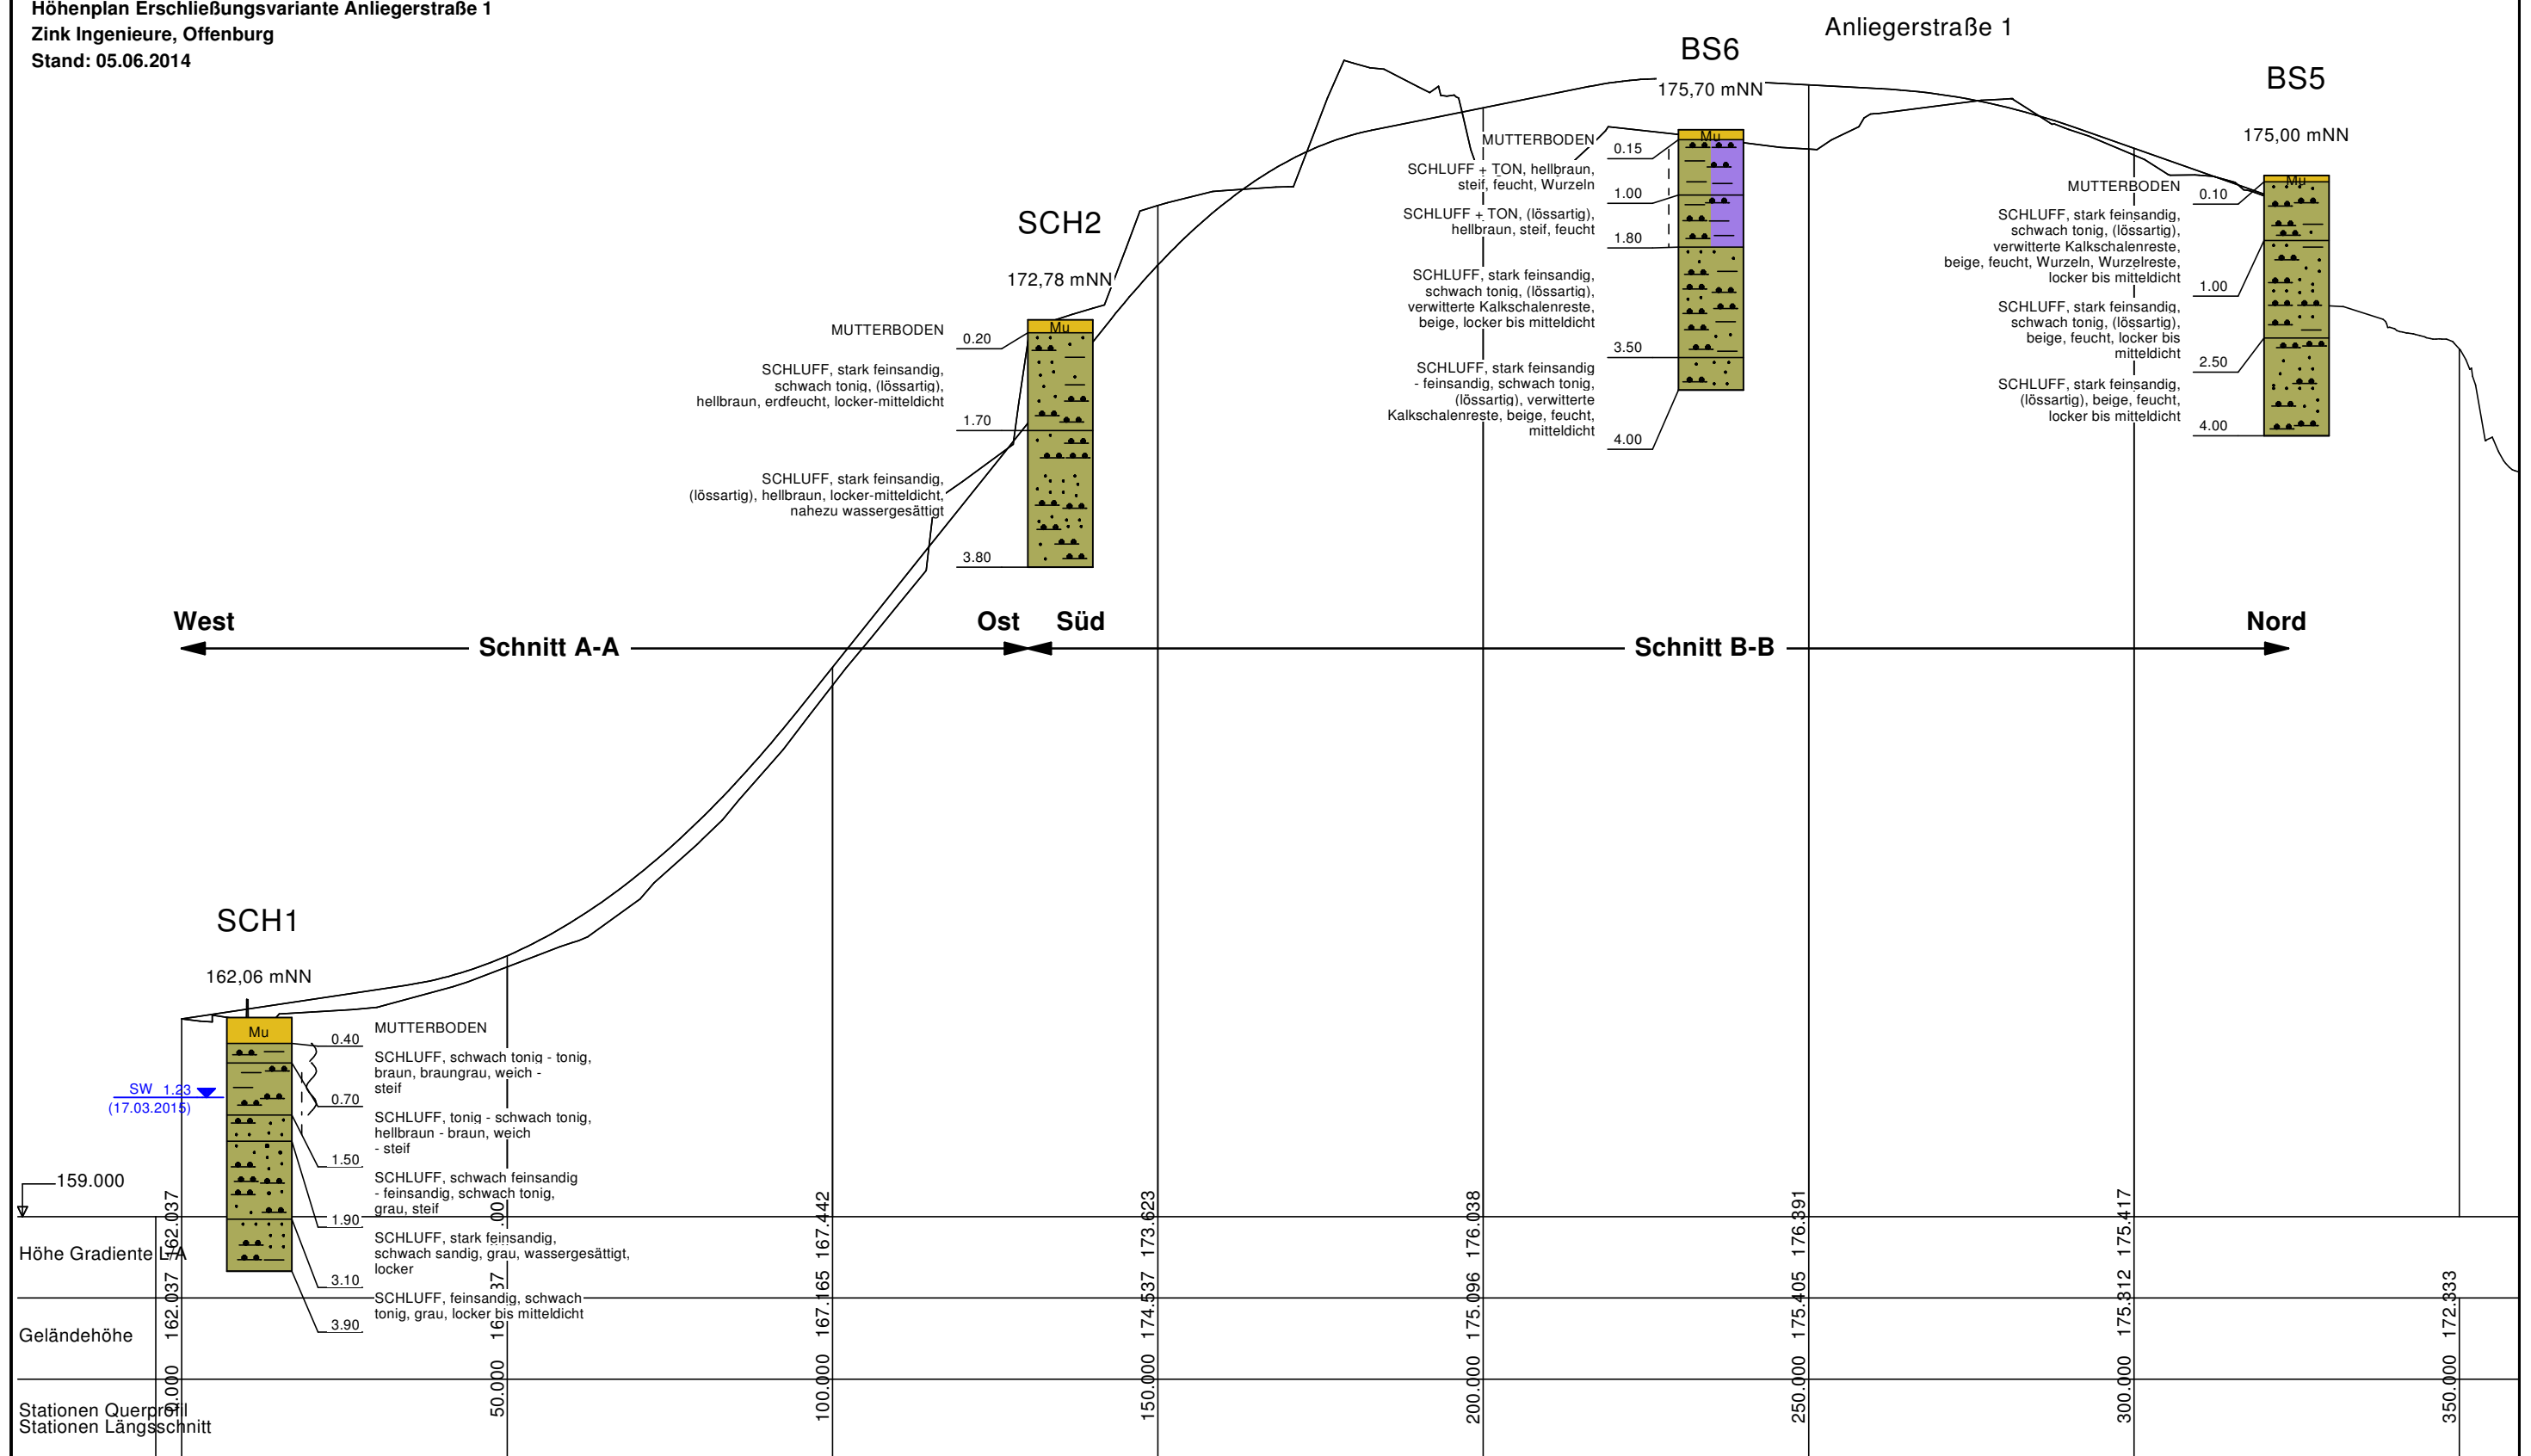 Höhenplan Erschließungsvariante Anliegerstraße 1
Zink Ingenieure, Offenburg
Stand: 05.06.2014
Anliegerstraße 1
BS6
175,70 mNN
Mu
MUTTERBODEN
0.15
SCHLUFF + TON, hellbraun,
steif, feucht, Wurzeln
1.00
SCHLUFF + TON, (lössartig),
hellbraun, steif, feucht
1.80
SCHLUFF, stark feinsandig,
schwach tonig, (lössartig),
verwitterte Kalkschalenreste,
beige, locker bis mitteldicht
3.50
SCHLUFF, stark feinsandig
- feinsandig, schwach tonig,
(lössartig), verwitterte
Kalkschalenreste, beige, feucht,
mitteldicht
4.00
BS5
175,00 mNN
Mu
MUTTERBODEN
0.10
SCHLUFF, stark feinsandig,
schwach tonig, (lössartig),
verwitterte Kalkschalenreste,
beige, feucht, Wurzeln, Wurzelreste,
locker bis mitteldicht
1.00
SCHLUFF, stark feinsandig,
schwach tonig, (lössartig),
beige, feucht, locker bis
mitteldicht
2.50
SCHLUFF, stark feinsandig,
(lössartig), beige, feucht,
locker bis mitteldicht
4.00
SCH2
172,78 mNN
Mu
MUTTERBODEN
0.20
SCHLUFF, stark feinsandig,
schwach tonig, (lössartig),
hellbraun, erdfeucht, locker-mitteldicht
1.70
SCHLUFF, stark feinsandig,
(lössartig), hellbraun, locker-mitteldicht,
nahezu wassergesättigt
3.80
West
Schnitt A-A
Ost
Süd
Schnitt B-B
Nord
SCH1
162,06 mNN
Mu
MUTTERBODEN
0.40
SCHLUFF, schwach tonig - tonig,
braun, braungrau, weich -
steif
0.70
SCHLUFF, tonig - schwach tonig,
hellbraun - braun, weich
- steif
1.50
SCHLUFF, schwach feinsandig
- feinsandig, schwach tonig,
grau, steif
1.90
SCHLUFF, stark feinsandig,
schwach sandig, grau, wassergesättigt,
locker
3.10
SCHLUFF, feinsandig, schwach
tonig, grau, locker bis mitteldicht
3.90
SW 1.23
(17.03.2015)
159.000
Höhe Gradiente L/A
162.037
167.442
173.623
176.038
176.391
175.417
Geländehöhe
162.037
167.165
174.537
175.096
175.405
175.312
172.333
Stationen Querprofil
Stationen Längsschnitt
0.000
50.000
100.000
150.000
200.000
250.000
300.000
350.000